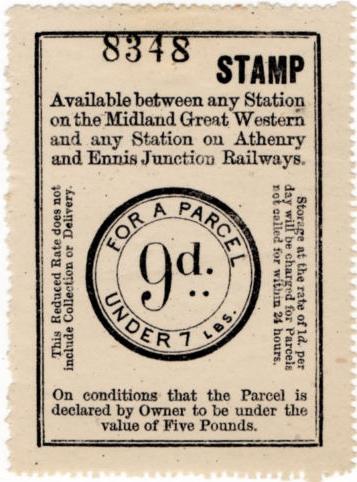 8348
STAMP
Available between any Station
on the Midland Great Western
and any Station on Athenry
and Ennis Junction Railways.
This Reduced Rate does not
include Collection or Delivery.
FOR A PARCEL
9d.
UNDER 7 LBS.
Storage at the rate of 1d. per
day will be charged for Parcels
not called for within 24 hours.
On conditions that the Parcel is
declared by Owner to be under the
value of Five Pounds.